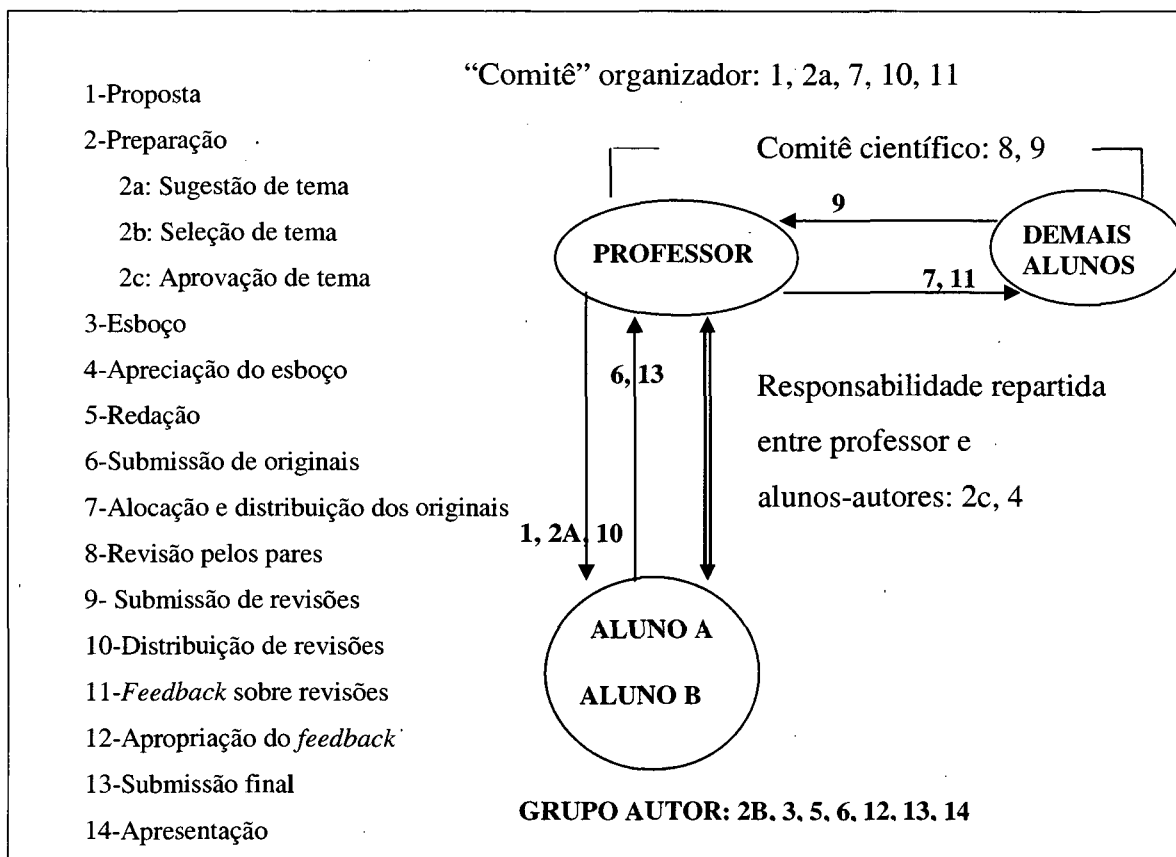 “Comitê” organizador: 1, 2a, 7, 10, 11
1-Proposta
2-Preparação
2a: Sugestão de tema
2b: Seleção de tema
2c: Aprovação de tema
3-Esboço
4-Apreciação do esboço
5-Redação
6-Submissão de originais
7-Alocação e distribuição dos originais
8-Revisão pelos pares
9- Submissão de revisões
10-Distribuição de revisões
11-Feedback sobre revisões
12-Apropriação do feedback
13-Submissão final
14-Apresentação
Comitê científico: 8, 9
9
PROFESSOR
DEMAIS
ALUNOS
7, 11
6, 13
Responsabilidade repartida
entre professor e
alunos-autores: 2c, 4
1, 2A, 10
ALUNO A
ALUNO B
GRUPO AUTOR: 2B, 3, 5, 6, 12, 13, 14